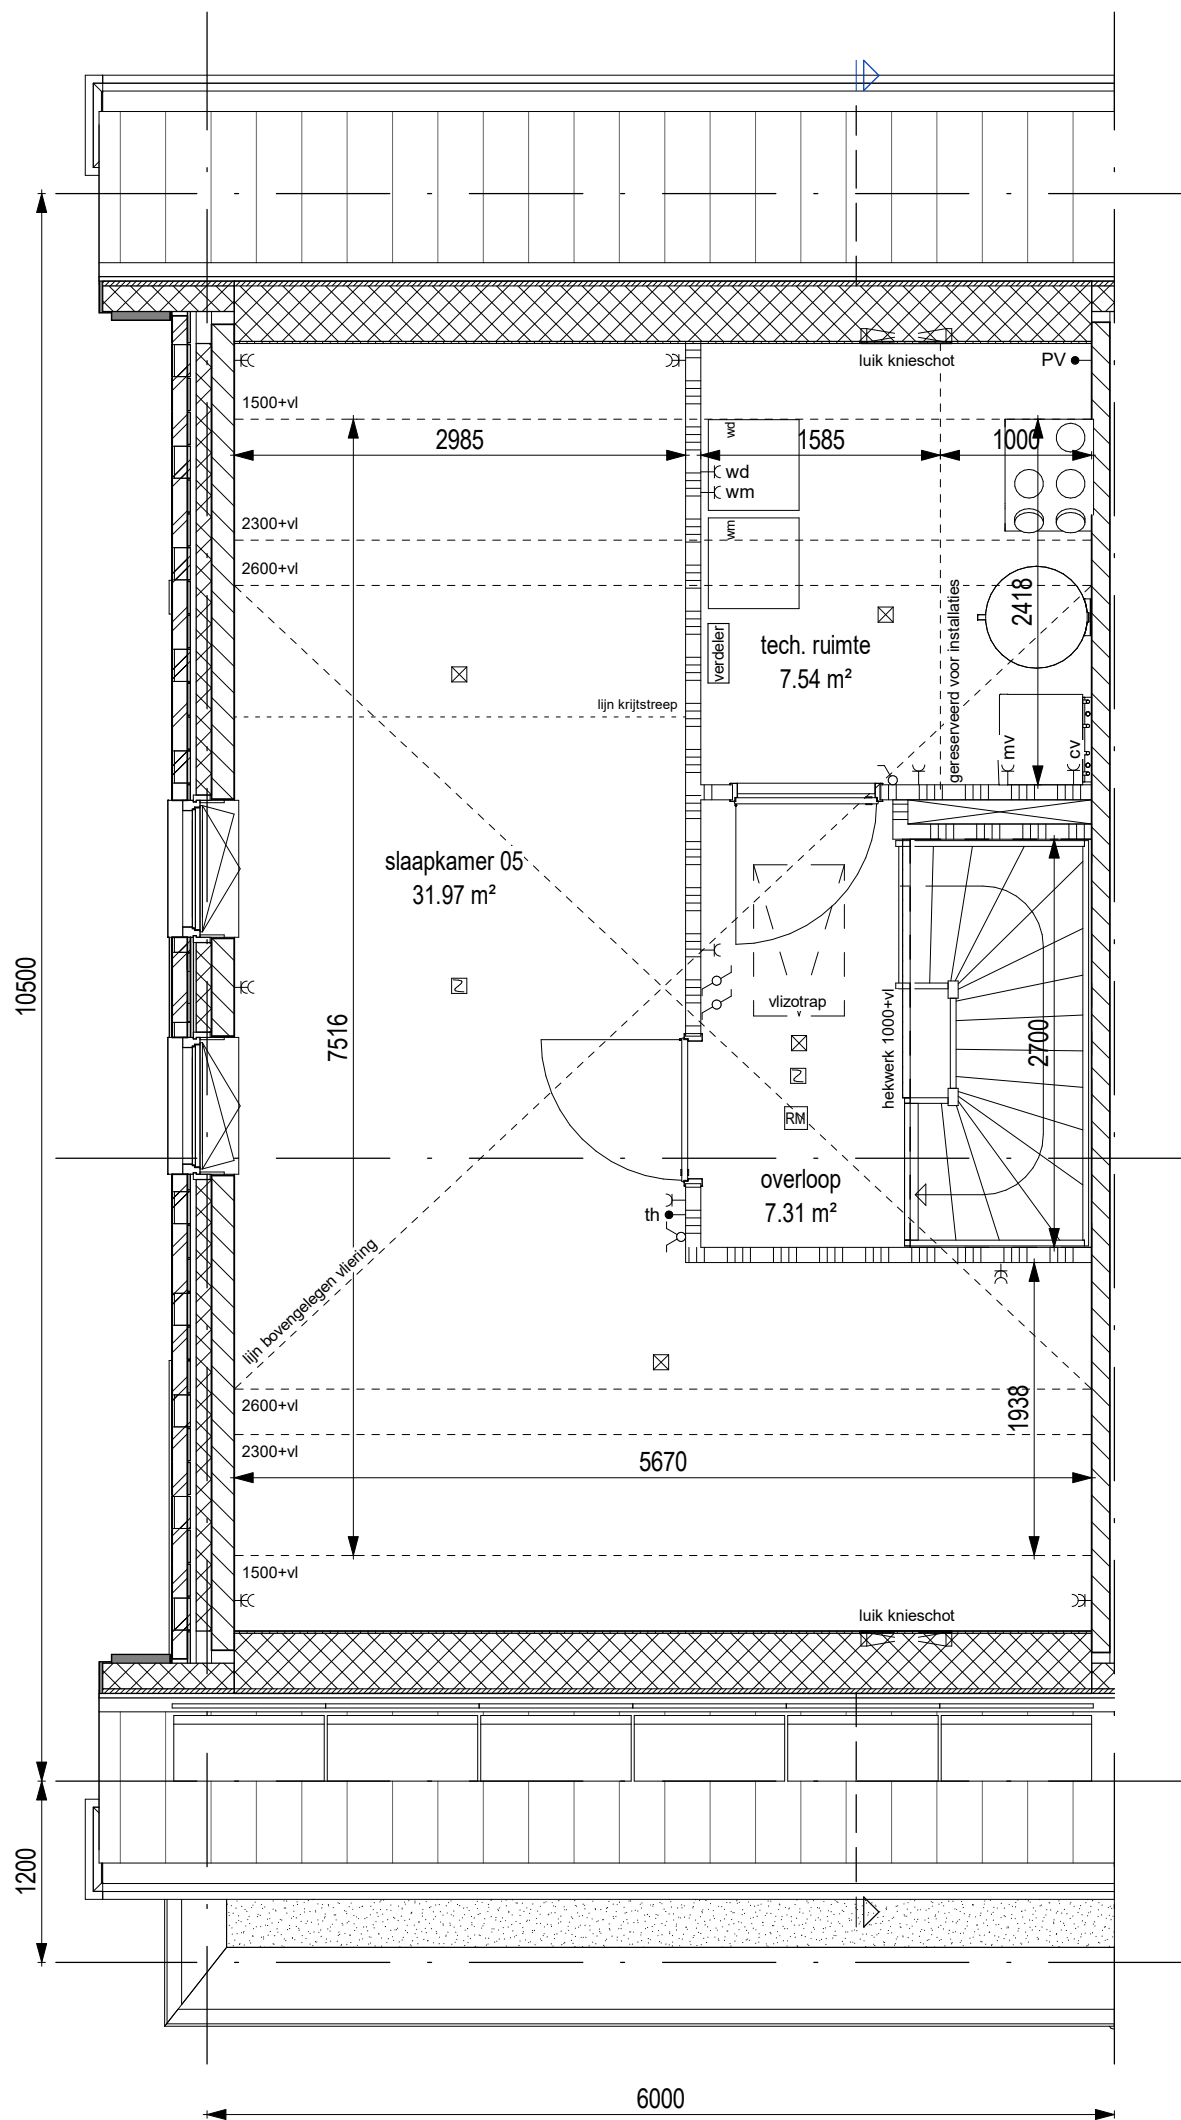 luik knieschot
PV
1500+vl
2985
wd
1585
1000
wd
wm
2300+vl
wm
2600+vl
2418
verdeler
tech. ruimte
7.54 m²
gereserveerd voor installaties
lijn krijtstreep
mv
cv
slaapkamer 05
31.97 m²
10500
7516
vlizotrap
hekwerk 1000+vl
2700
RM
overloop
7.31 m²
th
lijn bovengelegen vliering
2600+vl
1938
2300+vl
5670
1500+vl
luik knieschot
1200
6000